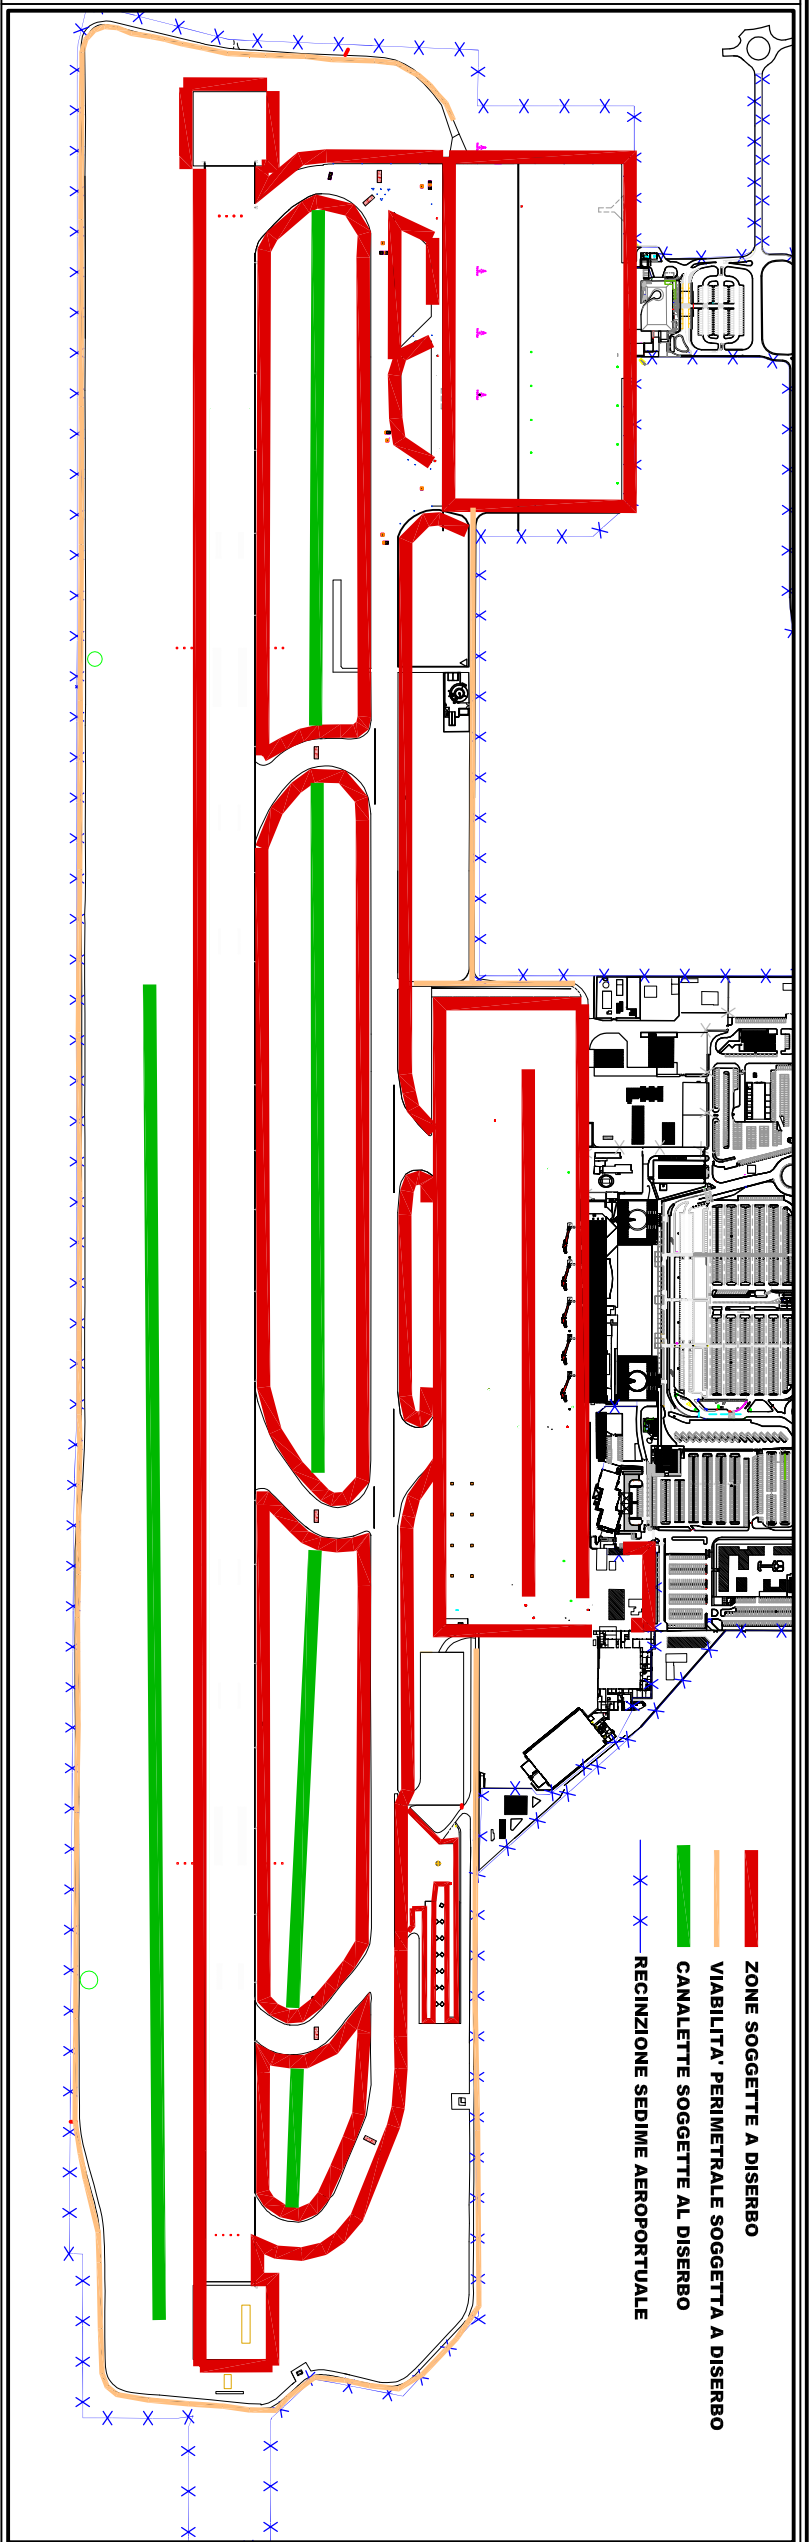 ZONE SOGGETTE A DISERBO
VIABILITA' PERIMETRALE SOGGETTA A DISERBO
CANALETTE SOGGETTE AL DISERBO
RECINZIONE SEDIME AEROPORTUALE